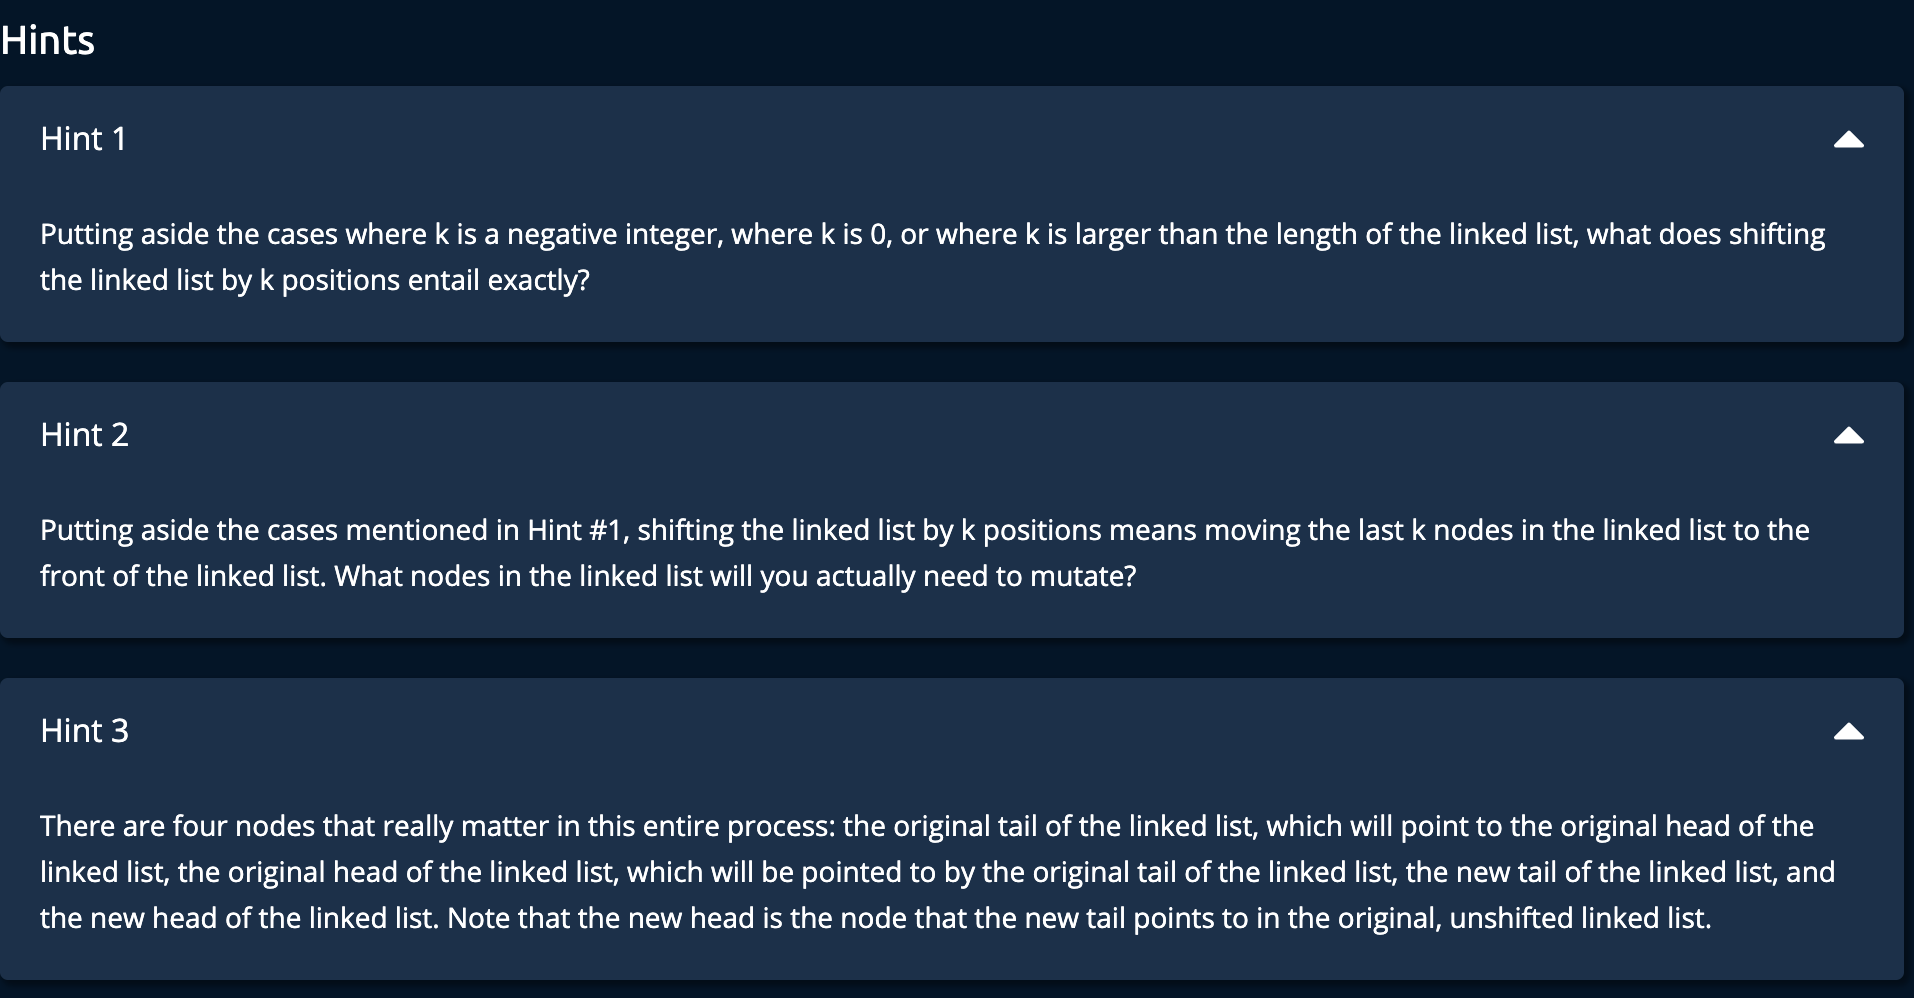 Hints
Hint 1
Putting aside the cases where k is a negative integer, where k is 0, or where k is larger than the length of the linked list, what does shifting
the linked list by k positions entail exactly?
Hint 2
Putting aside the cases mentioned in Hint #1, shifting the linked list by k positions means moving the last k nodes in the linked list to the
front of the linked list. What nodes in the linked list will you actually need to mutate?
Hint 3
There are four nodes that really matter in this entire process: the original tail of the linked list, which will point to the original head of the
linked list, the original head of the linked list, which will be pointed to by the original tail of the linked list, the new tail of the linked list, and
the new head of the linked list. Note that the new head is the node that the new tail points to in the original, unshifted linked list.